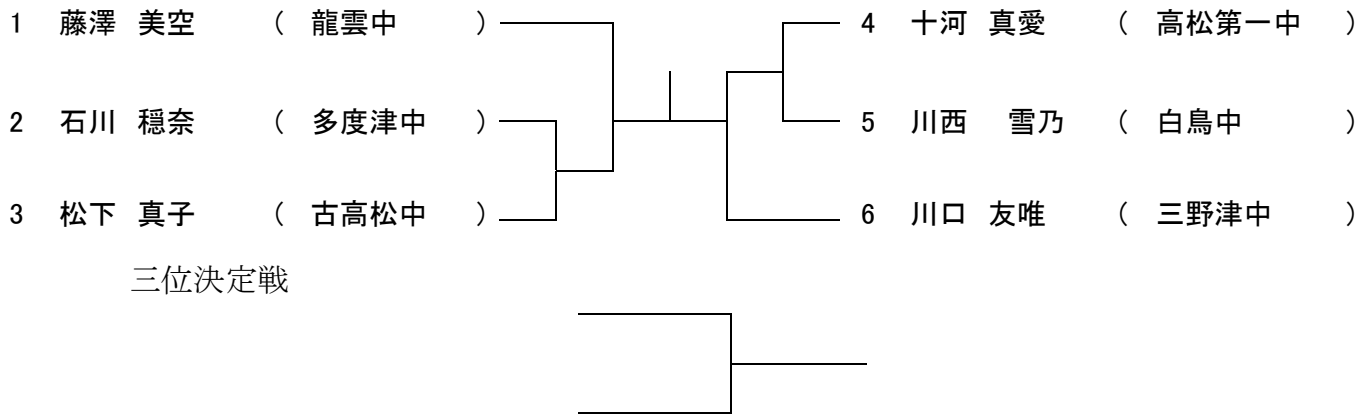 1 藤澤 美空 ( 龍雲中 )
2 石川 穏奈 ( 多度津中 )
3 松下 真子 ( 古高松中 )
4 十河 真愛 ( 高松第一中 )
5 川西 雪乃 ( 白鳥中 )
6 川口 友唯 ( 三野津中 )
三位決定戦